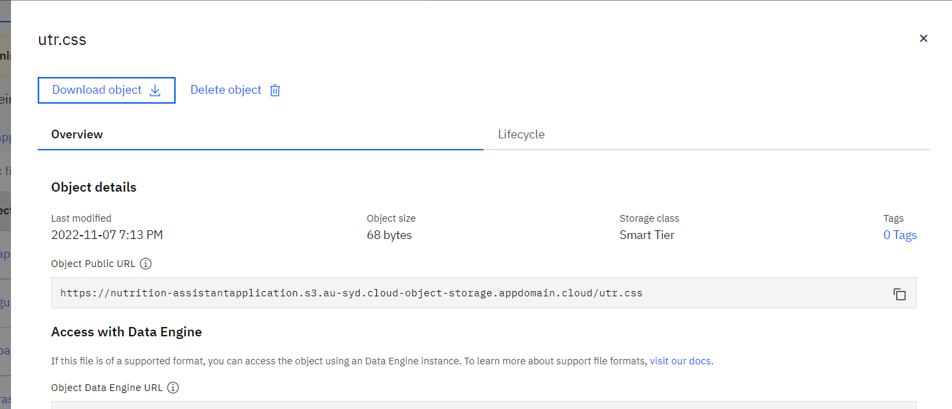 utr.css
Download object
Delete object
Overview
Lifecycle
Object details
Last modified
Object size
Storage class
Tags
2022-11-07 7:13 PM
68 bytes
Smart Tier
0 Tags
Object Public URL
https://nutrition-assistantapplication.s3.au-syd.cloud-object-storage.appdomain.cloud/utr.css
Access with Data Engine
If this file is of a supported format, you can access the object using an Data Engine instance. To learn more about support file formats, visit our docs.
Object Data Engine URL